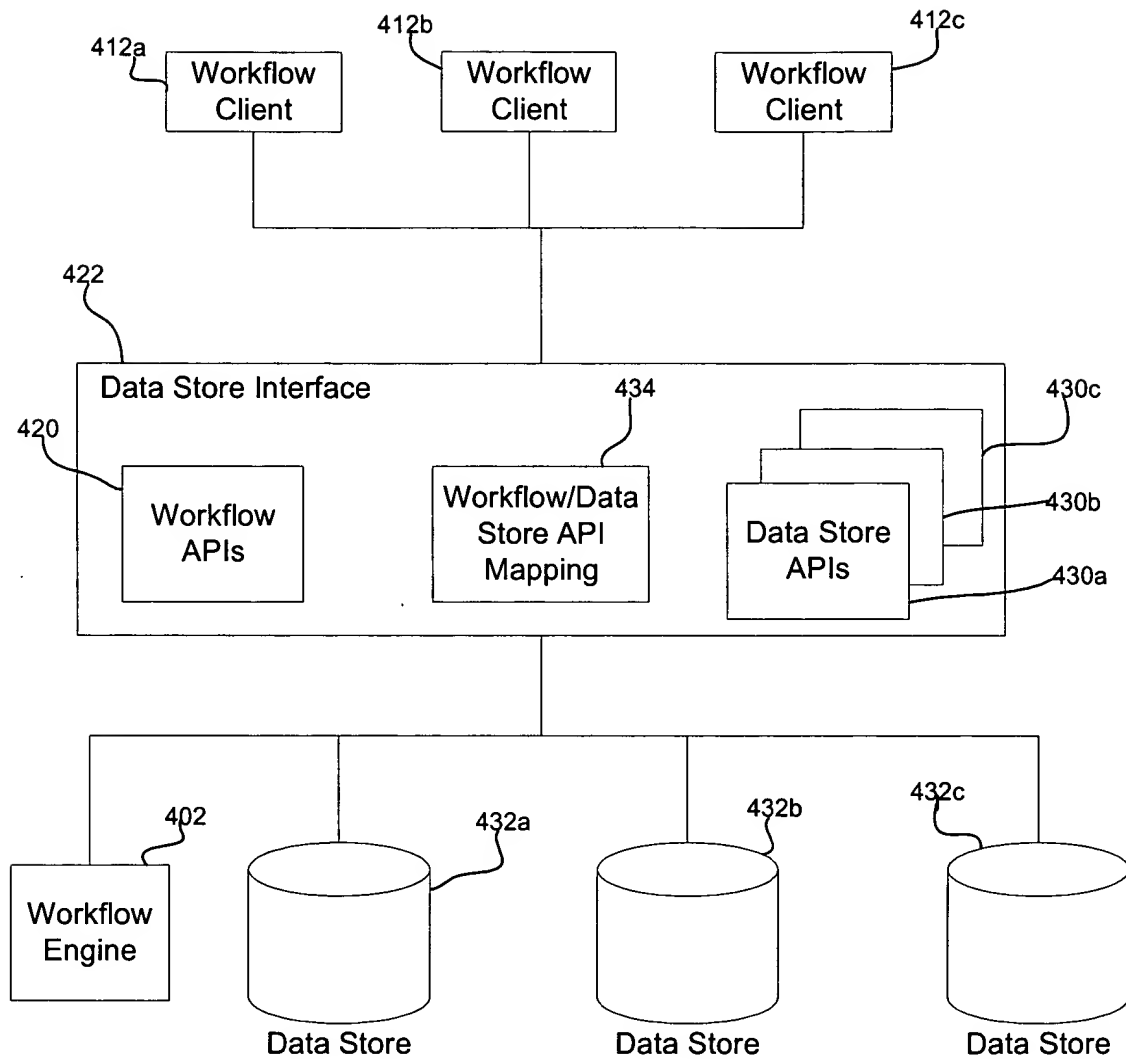 412a
412b
412c
Workflow
Client
Workflow
Client
Workflow
Client
422
Data Store Interface
434
430c
420
Workflow
APIs
Workflow/Data
Store API
Mapping
Data Store
APIs
430b
430a
402
432a
432b
432c
Workflow
Engine
Data Store
Data Store
Data Store